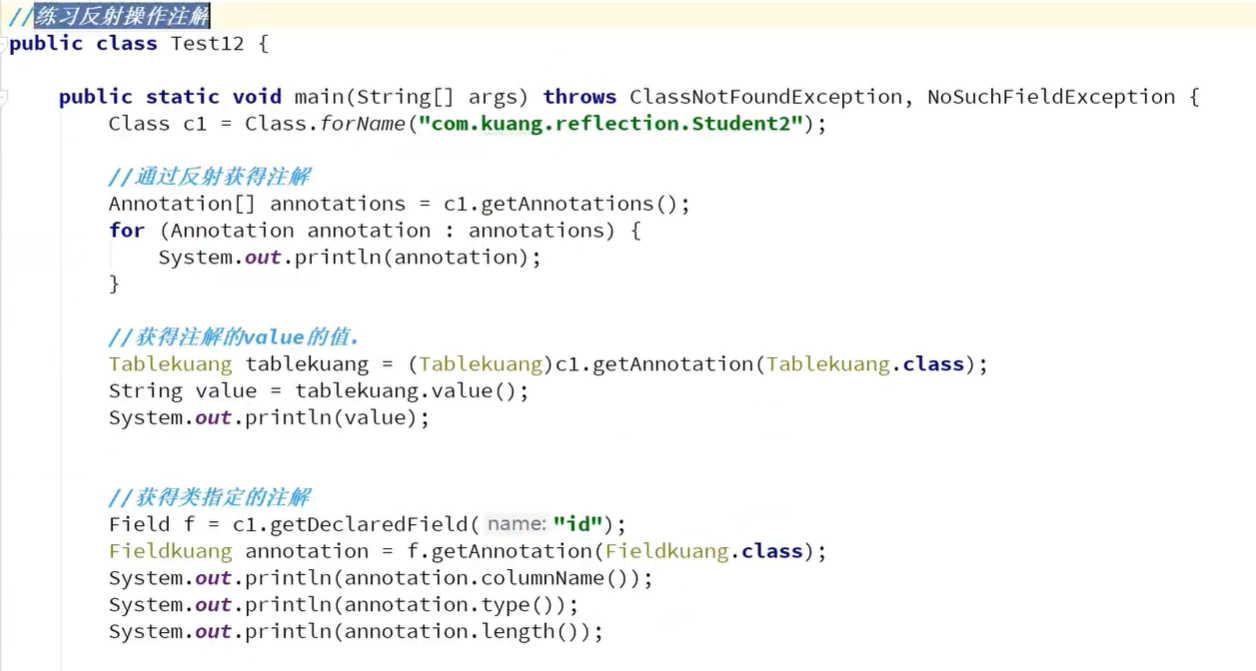 //练习反射操作注解
public class Test12 {
public static void main(String[] args) throws ClassNotFoundException, NoSuchFieldException {
Class c1 = Class.forName("com.kuang.reflection.Student2");
//通过反射获得注解
Annotation[] annotations = c1.getAnnotations();
for (Annotation annotation : annotations) {
System.out.println(annotation);
}
//获得注解的value的值.
Tablekuang tablekuang = (Tablekuang)c1.getAnnotation(Tablekuang.class);
String value = tablekuang.value();
System.out.println(value);
//获得类指定的注解
Field f = c1.getDeclaredField( name: "id");
Fieldkuang annotation = f.getAnnotation(Fieldkuang.class);
System.out.println(annotation.columnName());
System.out.println(annotation.type());
System.out.println(annotation.length());